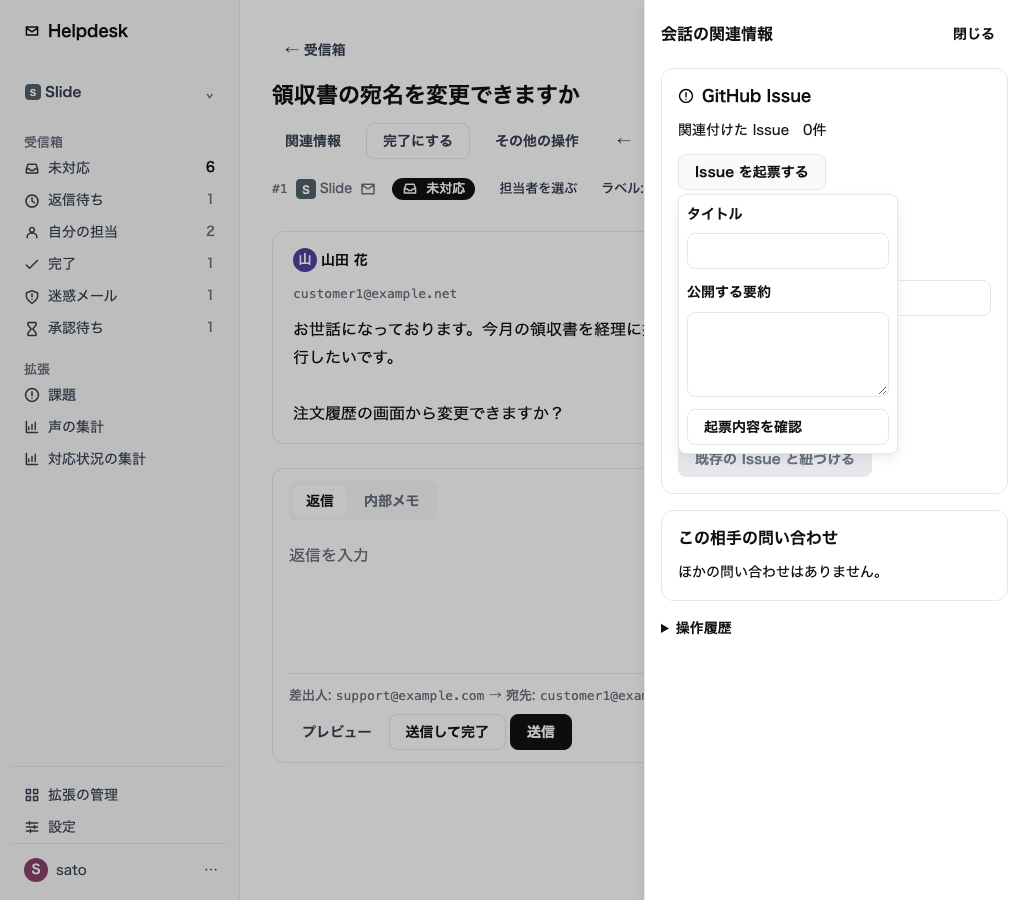 Helpdesk
S Slide
受信箱
未対応 6
返信待ち 1
自分の担当 2
完了 1
迷惑メール 1
承認待ち 1
拡張
課題
声の集計
対応状況の集計
拡張の管理
設定
S sato …
← 受信箱
領収書の宛名を変更できますか
関連情報 完了にする その他の操作 ←
#1 S Slide 未対応 担当者を選ぶ ラベル:
山 山田 花
customer1@example.net
お世話になっております。今月の領収書を経理に
行したいです。
注文履歴の画面から変更できますか？
返信 内部メモ
返信を入力
差出人: support@example.com → 宛先: customer1@exam
プレビュー 送信して完了 送信
会話の関連情報 閉じる
GitHub Issue
関連付けた Issue 0件
Issue を起票する
タイトル
公開する要約
起票内容を確認
既存の Issue と紐づける
この相手の問い合わせ
ほかの問い合わせはありません。
▶ 操作履歴